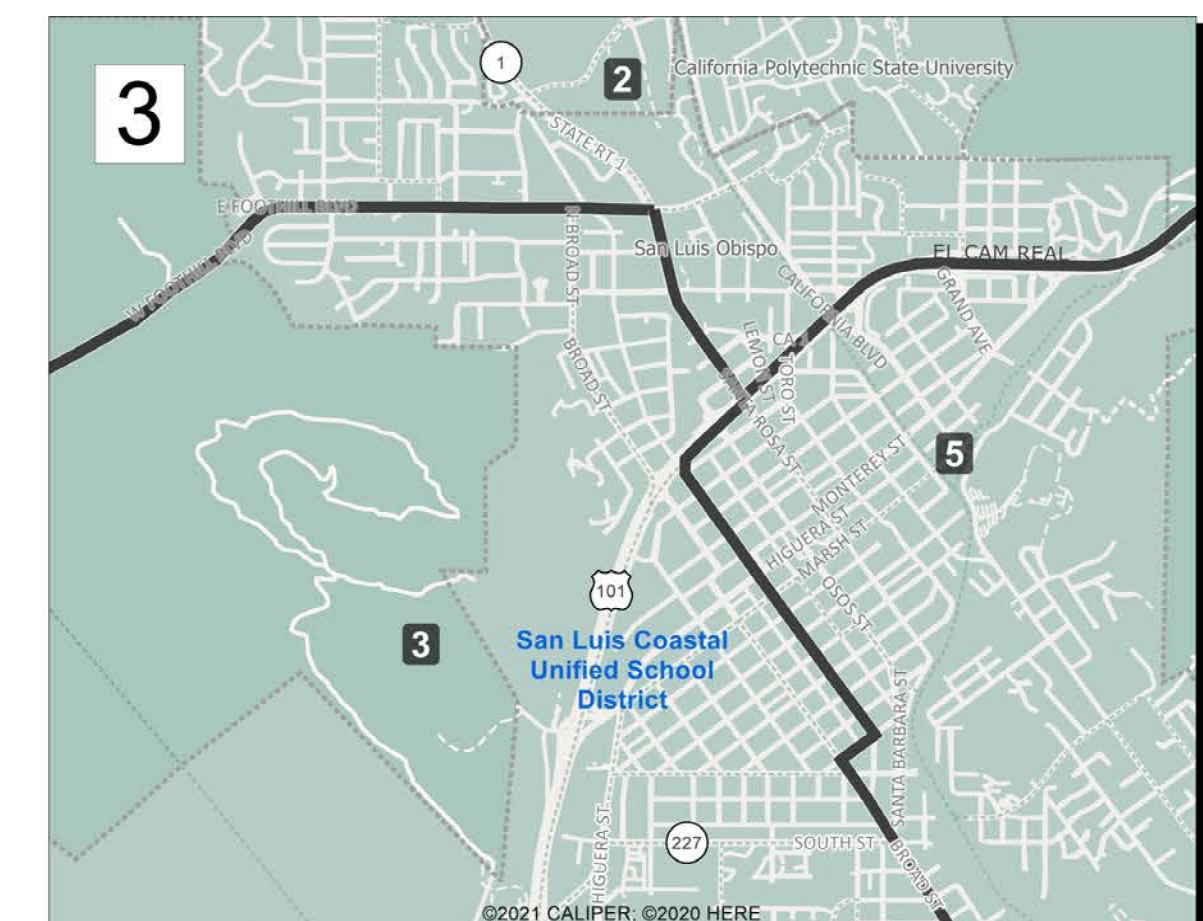 3
1
2
California Polytechnic State University
STATE RT 1
E FOOTHILL BLVD
W FOOTHILL BLVD
N BROAD ST
San Luis Obispo
EL CAM REAL
GRAND AVE
CALIFORNIA BLVD
LEMON ST
TORO ST
BROAD ST
SANTA ROSA ST
MONTEREY ST
5
HIGUERA ST
MARSH ST
OSOS ST
101
3
San Luis Coastal
Unified School
District
SANTA BARBARA ST
HIGUERA ST
227
SOUTH ST
BROAD ST
©2021 CALIPER; ©2020 HERE